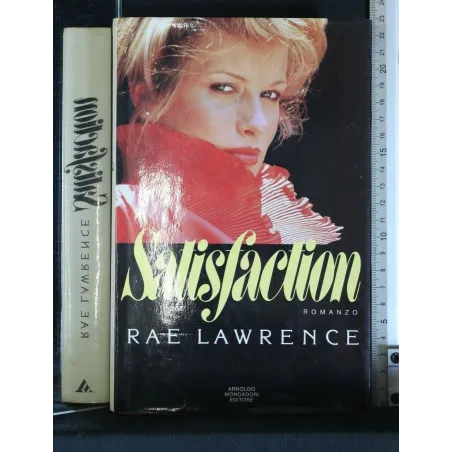 Satisfaction
RAE LAWRENCE
Satisfaction
ROMANZO
RAE LAWRENCE
ARNOLDO
MONDADORI
EDITORE